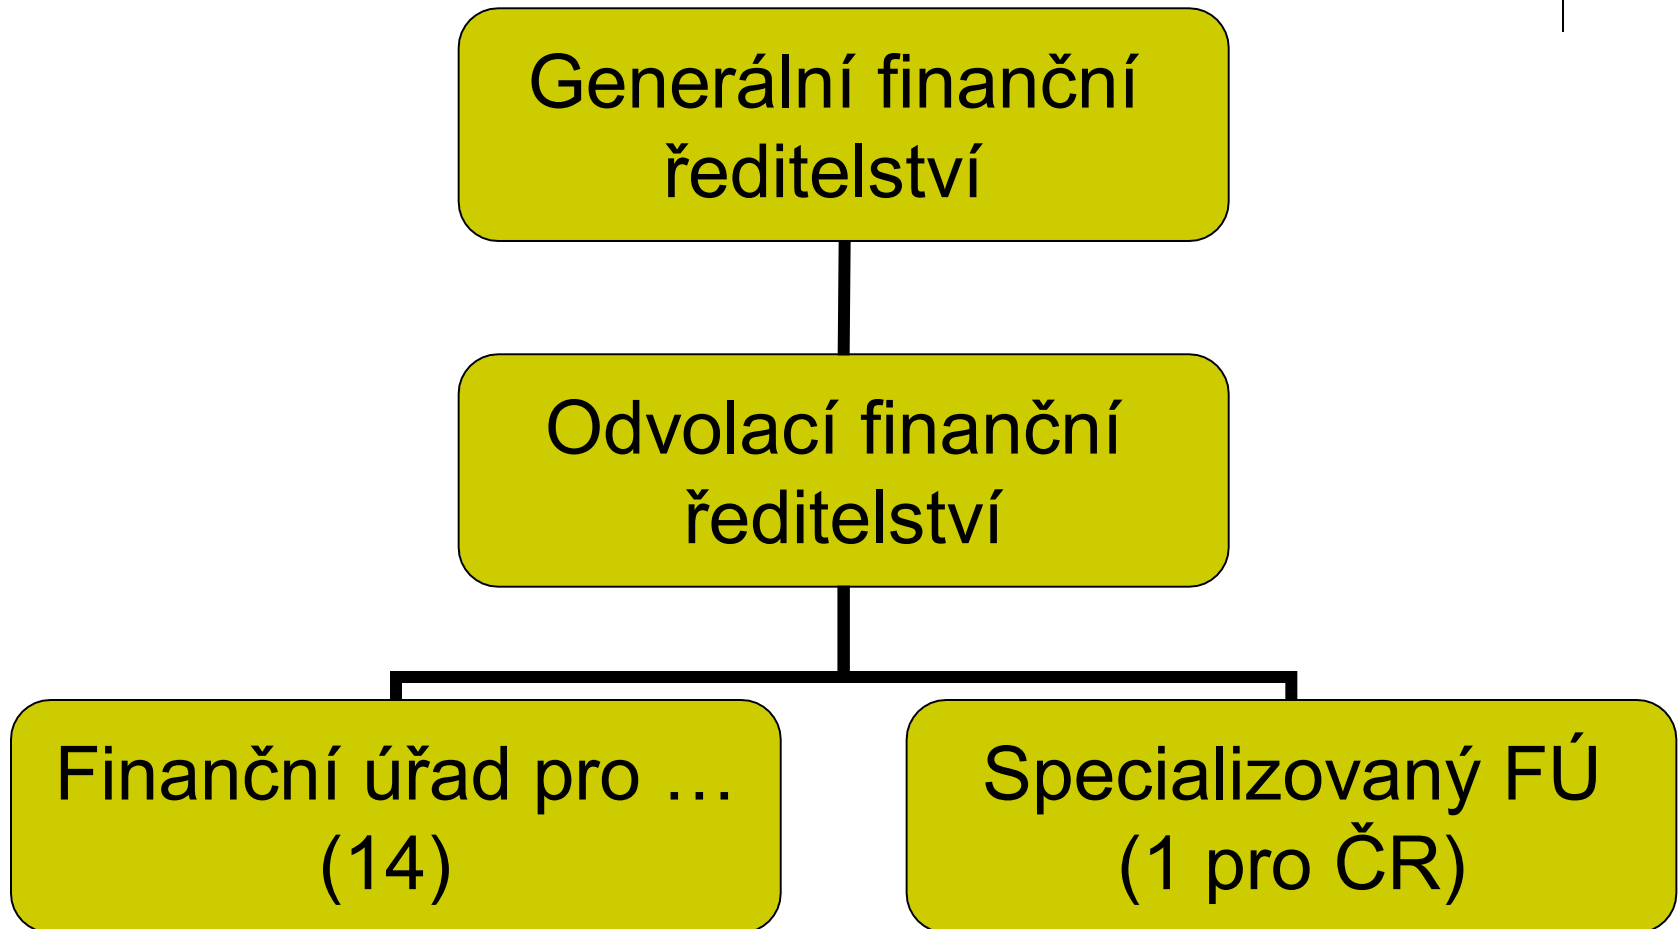 Generální finanční
ředitelství
Odvolací finanční
ředitelství
Finanční úřad pro …
(14)
Specializovaný FÚ
(1 pro ČR)